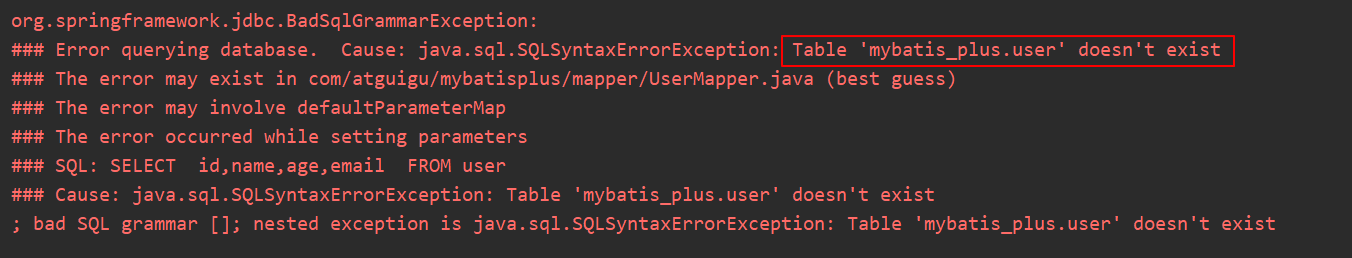 org.springframework.jdbc.BadSqlGrammarException:
### Error querying database.  Cause: java.sql.SQLSyntaxErrorException: Table 'mybatis_plus.user' doesn't exist
### The error may exist in com/atguigu/mybatisplus/mapper/UserMapper.java (best guess)
### The error may involve defaultParameterMap
### The error occurred while setting parameters
### SQL: SELECT  id,name,age,email  FROM user
### Cause: java.sql.SQLSyntaxErrorException: Table 'mybatis_plus.user' doesn't exist
; bad SQL grammar []; nested exception is java.sql.SQLSyntaxErrorException: Table 'mybatis_plus.user' doesn't exist